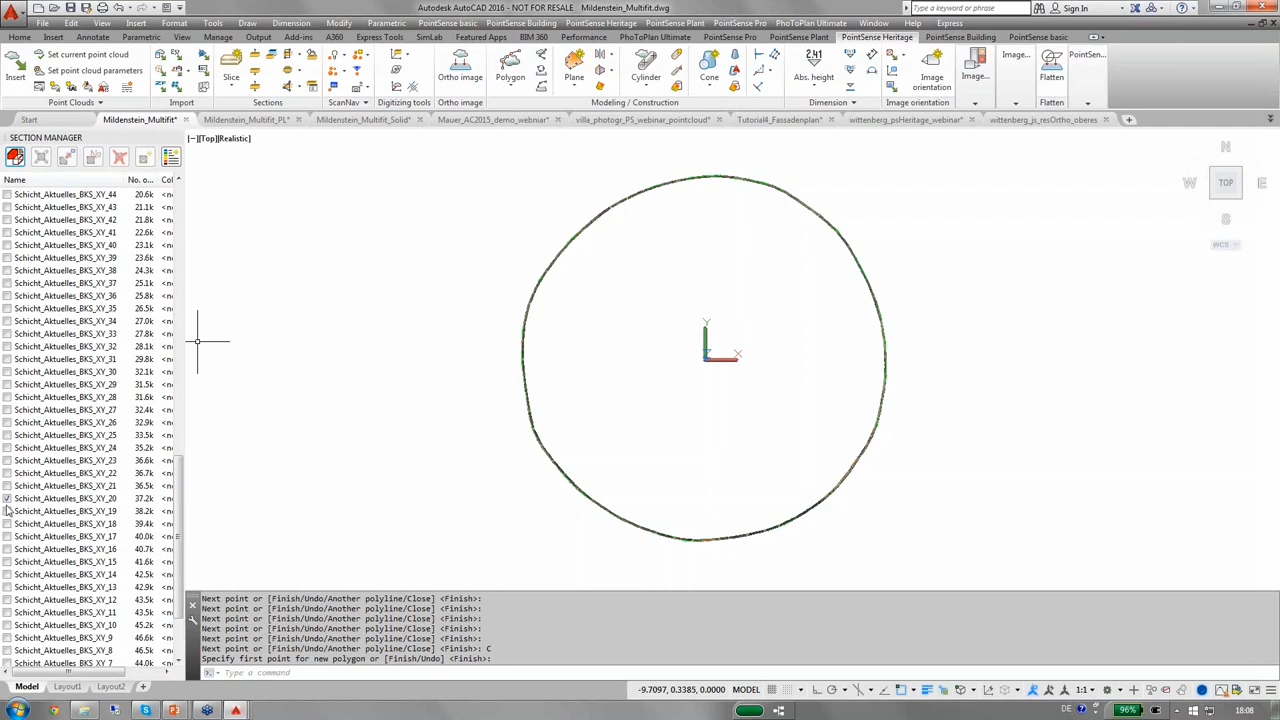 Autodesk AutoCAD 2016 - NOT FOR RESALE   Mildenstein_Multifit.dwg
Type a keyword or phrase
Sign In
File Edit View Insert Format Tools Draw Dimension Modify Parametric PointSense Basic PointSense Building PointSense Heritage PointSense Plant PointSense Pro PhoToPlan Ultimate Window Express
Home Insert Annotate Parametric View Manage Output Add-ins A360 Express Tools SimLab Featured Apps BIM 360 Performance PhoToPlan Ultimate PointSense Pro PointSense Plant PointSense Heritage PointSense Building PointSense basic
Insert
Set current point cloud
Set point cloud parameters
Slice
Ortho image
Polygon
Plane
Cylinder
Cone
2.41
Abs. height
Image orientation
Image...
Image...
Flatten
PointSen...
Point Clouds
Import
Sections
ScanNav
Digitizing tools
Ortho image
Modeling / Construction
Dimension
Image orientation
Flatten
Start
Mildenstein_Multifit*
Mildenstein_Multifit_PL*
Mildenstein_Multifit_Solid*
Mauer_AC2015_demo_webinar*
villa_photogr_PS_webinar_pointcloud*
Tutorial4_Fassadenplan*
wittenberg_psHeritage_webinar*
wittenberg_js_resOrtho_oberes
SECTION MANAGER
[−][Top][Realistic]
Name No. o... Col
Schicht_Aktuelles_BKS_XY_44 20.6k <n
Schicht_Aktuelles_BKS_XY_43 21.1k <n
Schicht_Aktuelles_BKS_XY_42 21.8k <n
Schicht_Aktuelles_BKS_XY_41 22.6k <n
Schicht_Aktuelles_BKS_XY_40 23.1k <n
Schicht_Aktuelles_BKS_XY_39 23.6k <n
Schicht_Aktuelles_BKS_XY_38 24.3k <n
Schicht_Aktuelles_BKS_XY_37 25.1k <n
Schicht_Aktuelles_BKS_XY_36 25.8k <n
Schicht_Aktuelles_BKS_XY_35 26.5k <n
Schicht_Aktuelles_BKS_XY_34 27.0k <n
Schicht_Aktuelles_BKS_XY_33 27.8k <n
Schicht_Aktuelles_BKS_XY_32 28.1k <n
Schicht_Aktuelles_BKS_XY_31 29.8k <n
Schicht_Aktuelles_BKS_XY_30 32.1k <n
Schicht_Aktuelles_BKS_XY_29 31.5k <n
Schicht_Aktuelles_BKS_XY_28 31.6k <n
Schicht_Aktuelles_BKS_XY_27 32.4k <n
Schicht_Aktuelles_BKS_XY_26 32.9k <n
Schicht_Aktuelles_BKS_XY_25 33.5k <n
Schicht_Aktuelles_BKS_XY_24 35.2k <n
Schicht_Aktuelles_BKS_XY_23 36.6k <n
Schicht_Aktuelles_BKS_XY_22 36.7k <n
Schicht_Aktuelles_BKS_XY_21 36.5k <n
Schicht_Aktuelles_BKS_XY_20 37.2k <n
Schicht_Aktuelles_BKS_XY_19 38.2k <n
Schicht_Aktuelles_BKS_XY_18 39.4k <n
Schicht_Aktuelles_BKS_XY_17 40.0k <n
Schicht_Aktuelles_BKS_XY_16 40.7k <n
Schicht_Aktuelles_BKS_XY_15 41.6k <n
Schicht_Aktuelles_BKS_XY_14 42.5k <n
Schicht_Aktuelles_BKS_XY_13 42.9k <n
Schicht_Aktuelles_BKS_XY_12 43.5k <n
Schicht_Aktuelles_BKS_XY_11 43.5k <n
Schicht_Aktuelles_BKS_XY_10 45.2k <n
Schicht_Aktuelles_BKS_XY_9 46.6k <n
Schicht_Aktuelles_BKS_XY_8 46.5k <n
Schicht_Aktuelles_BKS_XY_7 44.0k <n
Y
X
N
W TOP E
S
WCS
Next point or [Finish/Undo/Another polyline/Close] <Finish>:
Next point or [Finish/Undo/Another polyline/Close] <Finish>:
Next point or [Finish/Undo/Another polyline/Close] <Finish>:
Next point or [Finish/Undo/Another polyline/Close] <Finish>:
Next point or [Finish/Undo/Another polyline/Close] <Finish>:
Next point or [Finish/Undo/Another polyline/Close] <Finish>: C
Specify first point for new polygon or [Finish/Undo] <Finish>:
Type a command
Model Layout1 Layout2
-9.7097, 0.3385, 0.0000 MODEL 1:1
DE 96% 18:08